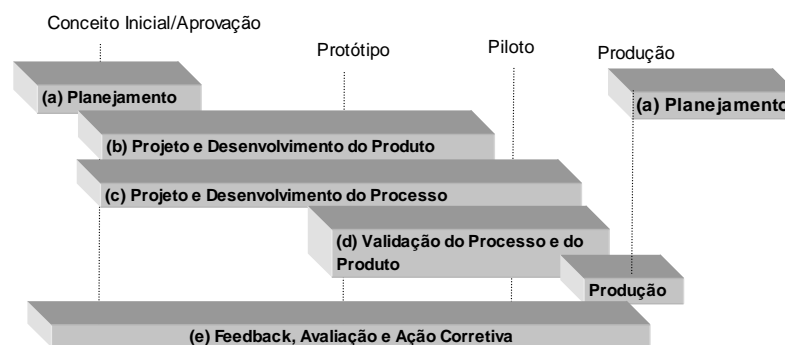 Conceito Inicial/Aprovação
Protótipo
Piloto
Produção
(a) Planejamento
(a) Planejamento
(b) Projeto e Desenvolvimento do Produto
(c) Projeto e Desenvolvimento do Processo
(d) Validação do Processo e do
Produto
Produção
(e) Feedback, Avaliação e Ação Corretiva